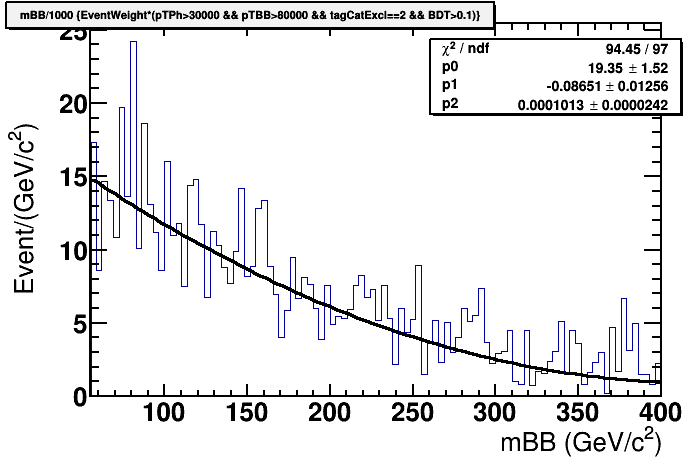 mBB/1000 {EventWeight*(pTPh>30000 && pTBB>80000 && tagCatExcl==2 && BDT>0.1)}
χ² / ndf 94.45 / 97
p0 19.35 ± 1.52
p1 -0.08651 ± 0.01256
p2 0.0001013 ± 0.0000242
Event/(GeV/c²)
25
20
15
10
5
0
100 150 200 250 300 350 400
mBB (GeV/c²)